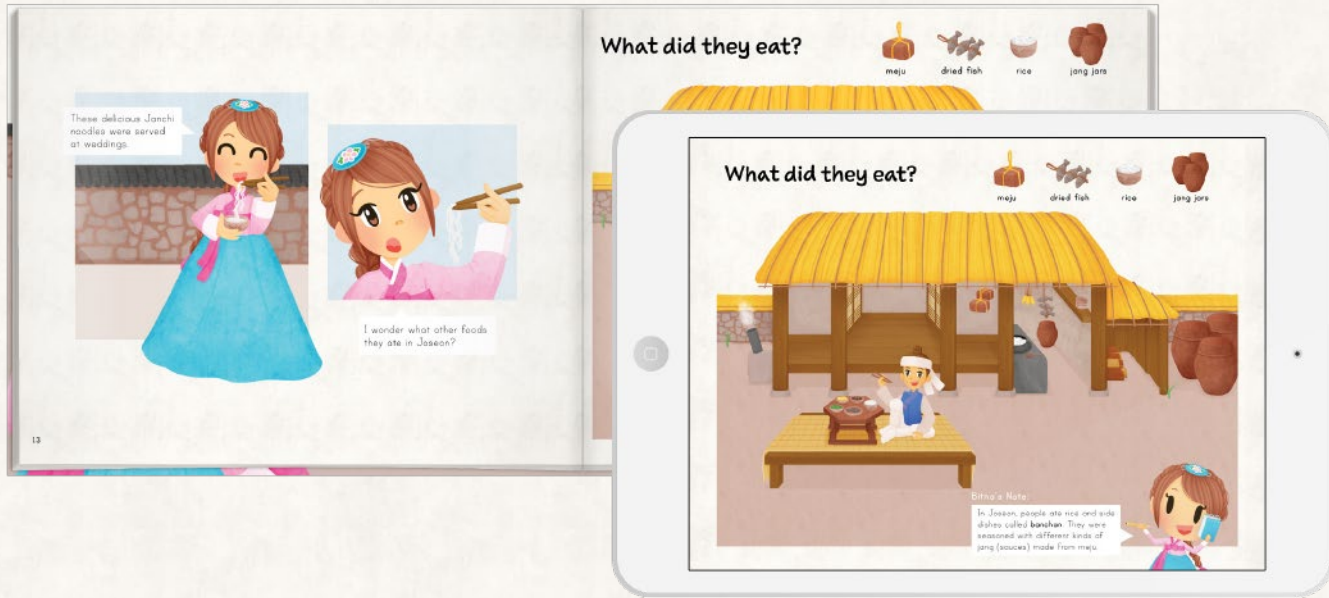 These delicious Janchi
noodles were served
at weddings.
I wonder what other foods
they ate in Joseon?
13
What did they eat?
meju
dried fish
rice
jang jars
What did they eat?
meju
dried fish
rice
jang jars
Bitna's Note:
In Joseon, people ate rice and side
dishes called banchan. They were
seasoned with different kinds of
jang (sauces) made from meju.